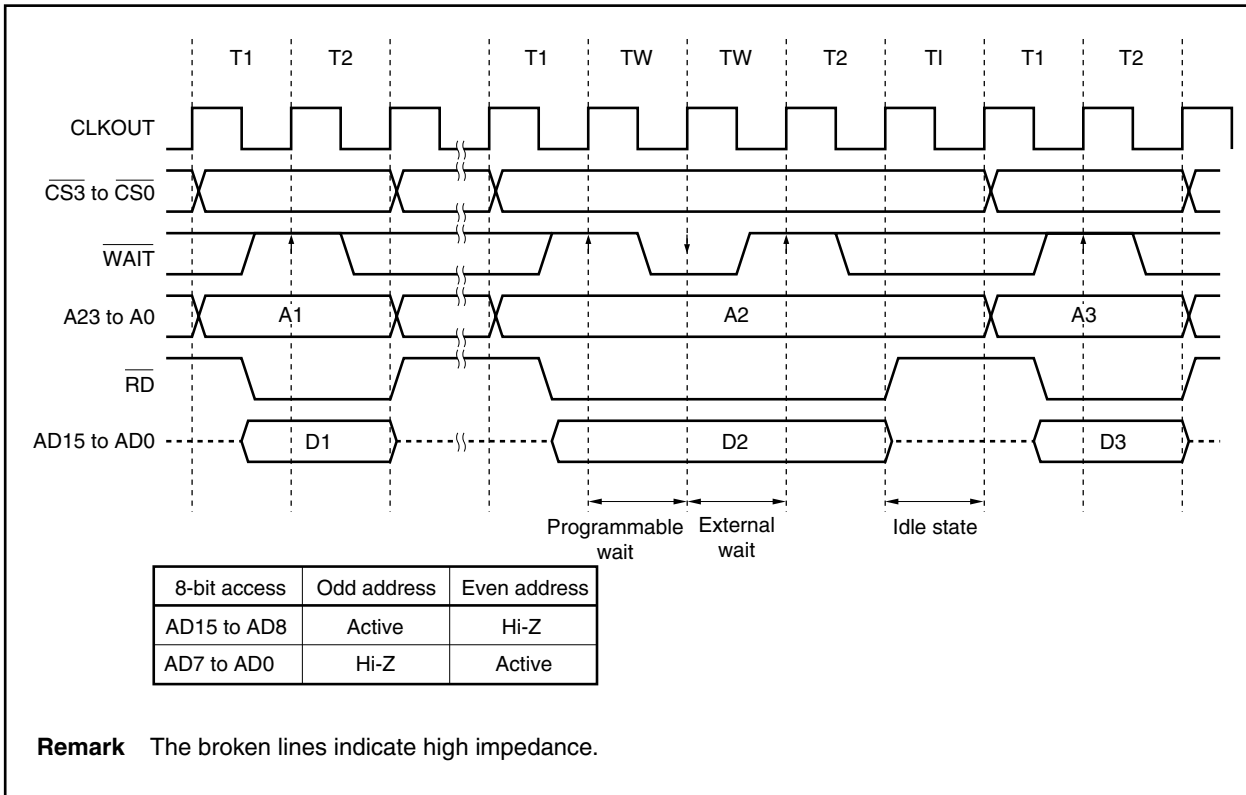 T1 T2 T1 TW TW T2 TI T1 T2
CLKOUT
CS3 to CS0
WAIT
A23 to A0 A1 A2 A3
RD
AD15 to AD0 D1 D2 D3
Programmable wait
External wait
Idle state
8-bit access Odd address Even address
AD15 to AD8 Active Hi-Z
AD7 to AD0 Hi-Z Active
Remark The broken lines indicate high impedance.